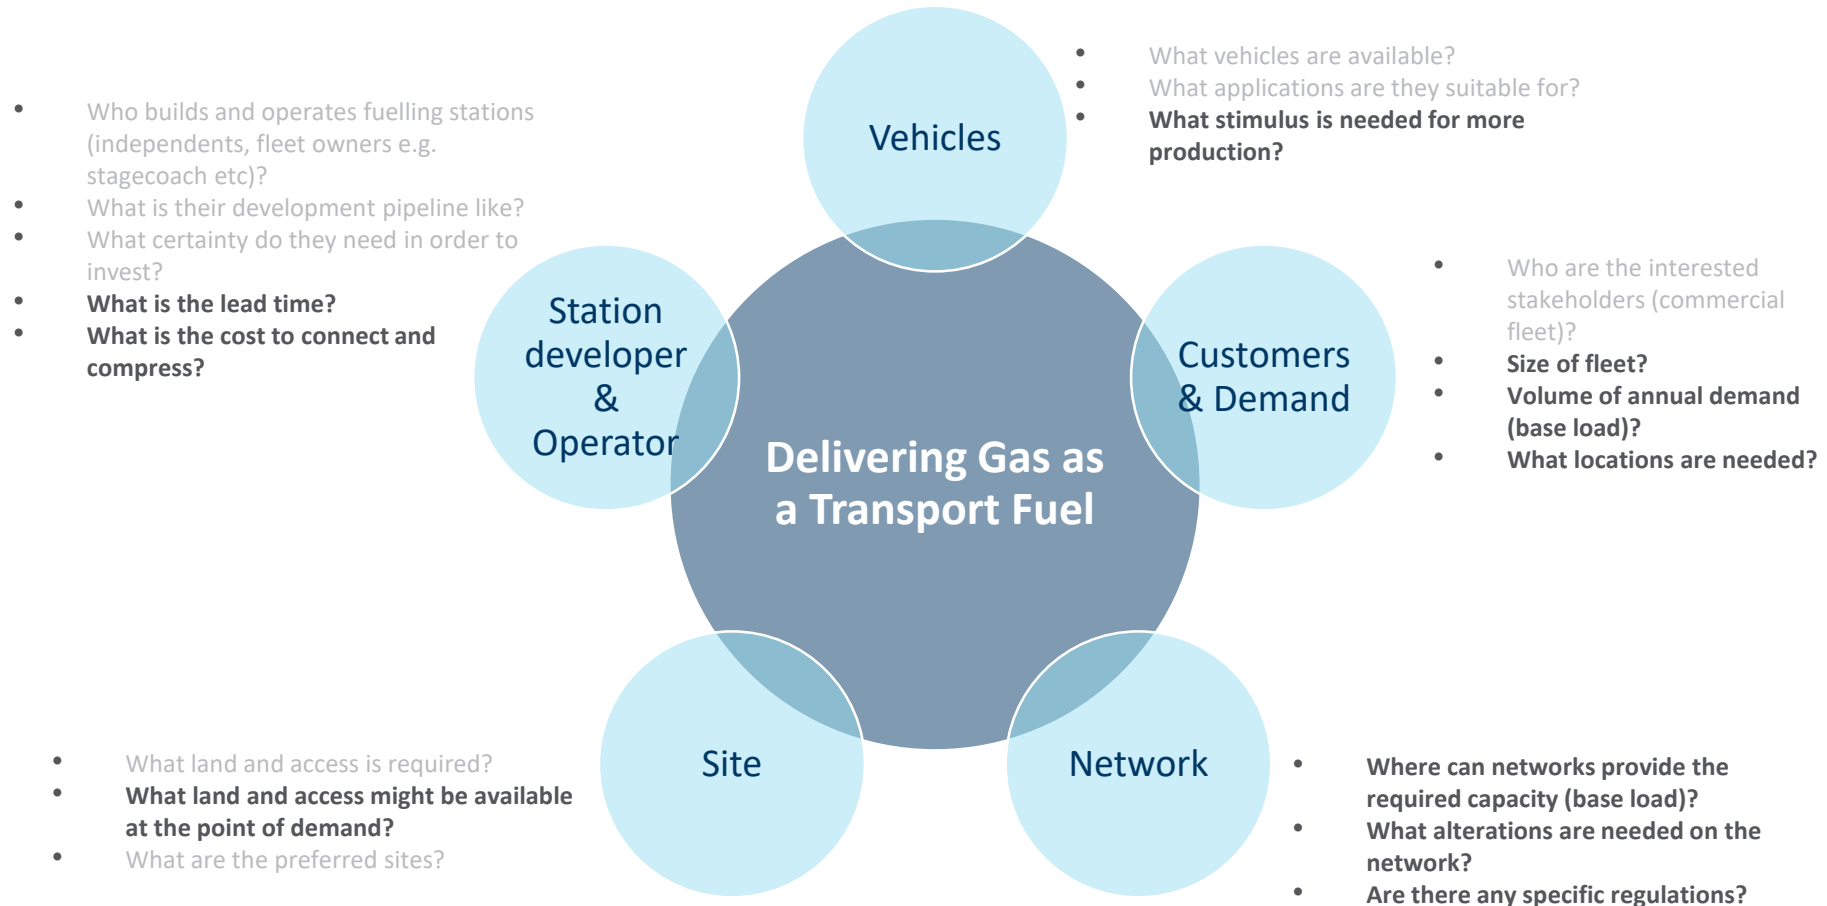 • What vehicles are available?
• What applications are they suitable for?
• What stimulus is needed for more
production?
Vehicles
• Who builds and operates fuelling stations
(independents, fleet owners e.g.
stagecoach etc)?
• What is their development pipeline like?
• What certainty do they need in order to
invest?
• What is the lead time?
• What is the cost to connect and
compress?
Station
developer
&
Operator
• Who are the interested
stakeholders (commercial
fleet)?
• Size of fleet?
• Volume of annual demand
(base load)?
• What locations are needed?
Customers
& Demand
Delivering Gas as
a Transport Fuel
• What land and access is required?
• What land and access might be available
at the point of demand?
• What are the preferred sites?
Site
Network
• Where can networks provide the
required capacity (base load)?
• What alterations are needed on the
network?
• Are there any specific regulations?